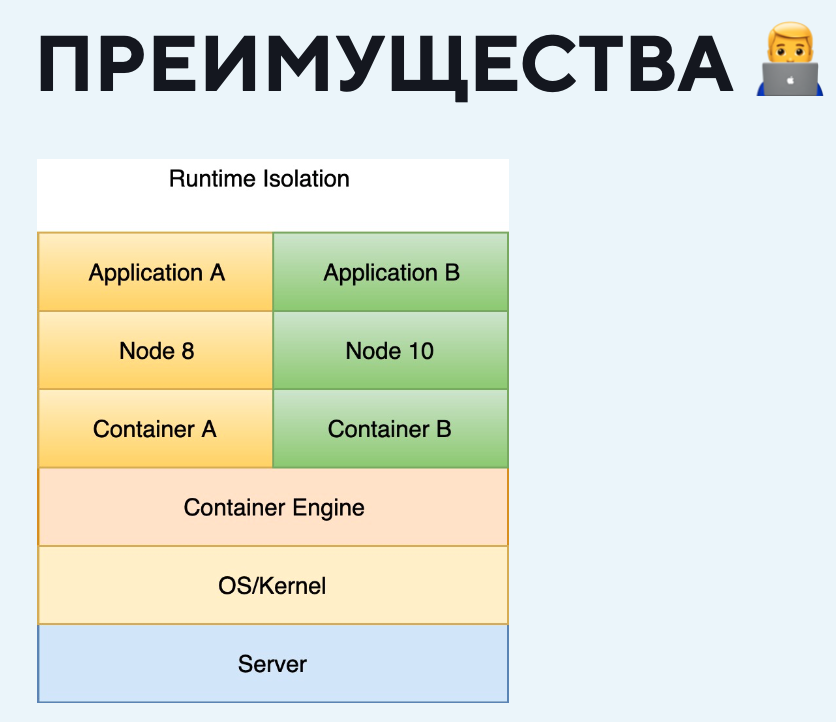 ПРЕИМУЩЕСТВА
Runtime Isolation
Application A
Application B
Node 8
Node 10
Container A
Container B
Container Engine
OS/Kernel
Server